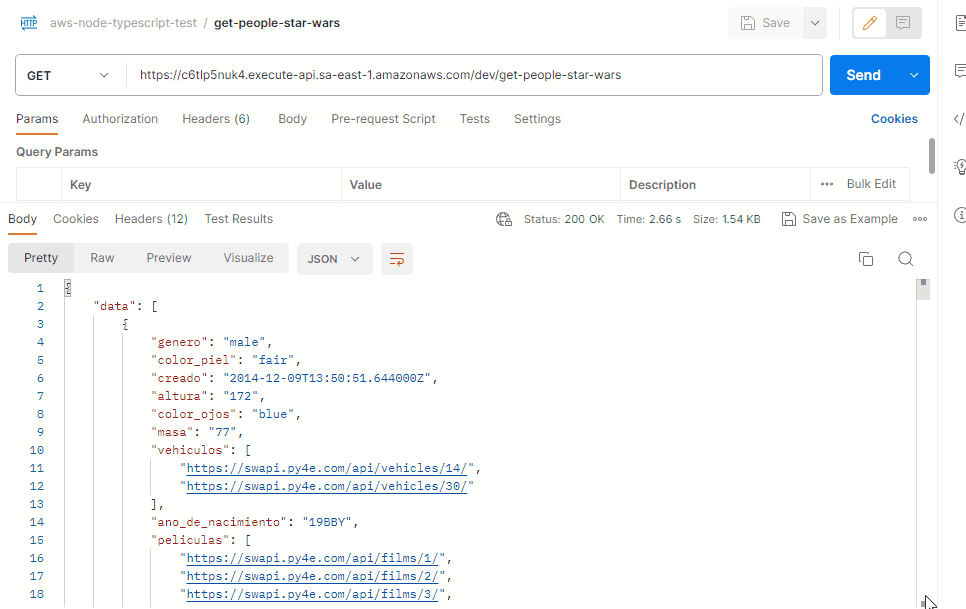 HTTP aws-node-typescript-test / get-people-star-wars Save
GET https://c6tlp5nuk4.execute-api.sa-east-1.amazonaws.com/dev/get-people-star-wars Send
Params Authorization Headers (6) Body Pre-request Script Tests Settings Cookies
Query Params
Key Value Description Bulk Edit
Body Cookies Headers (12) Test Results Status: 200 OK Time: 2.66 s Size: 1.54 KB Save as Example
Pretty Raw Preview Visualize JSON
1 {
2 "data": [
3 {
4 "genero": "male",
5 "color_piel": "fair",
6 "creado": "2014-12-09T13:50:51.644000Z",
7 "altura": "172",
8 "color_ojos": "blue",
9 "masa": "77",
10 "vehiculos": [
11 "https://swapi.py4e.com/api/vehicles/14/",
12 "https://swapi.py4e.com/api/vehicles/30/"
13 ],
14 "ano_de_nacimiento": "19BBY",
15 "peliculas": [
16 "https://swapi.py4e.com/api/films/1/",
17 "https://swapi.py4e.com/api/films/2/",
18 "https://swapi.py4e.com/api/films/3/",